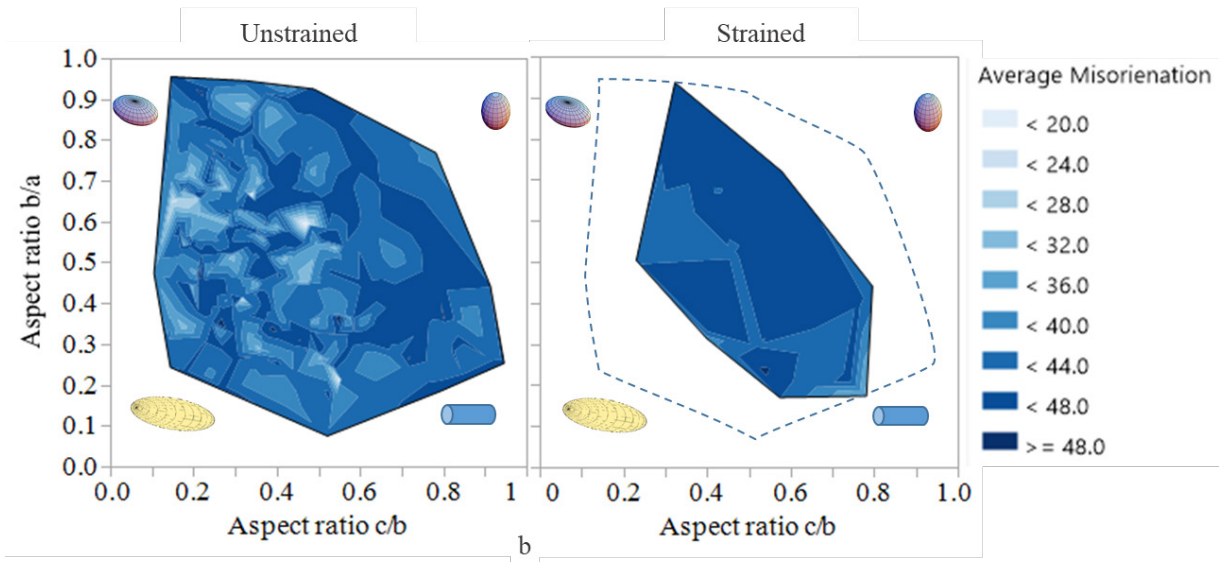 Unstrained
Strained
Average Misorienation
< 20.0
< 24.0
< 28.0
< 32.0
< 36.0
< 40.0
< 44.0
< 48.0
>= 48.0
Aspect ratio b/a
1.0
0.9
0.8
0.7
0.6
0.5
0.4
0.3
0.2
0.1
0.0
0.0 0.2 0.4 0.6 0.8 1
0 0.2 0.4 0.6 0.8 1.0
Aspect ratio c/b
Aspect ratio c/b
b